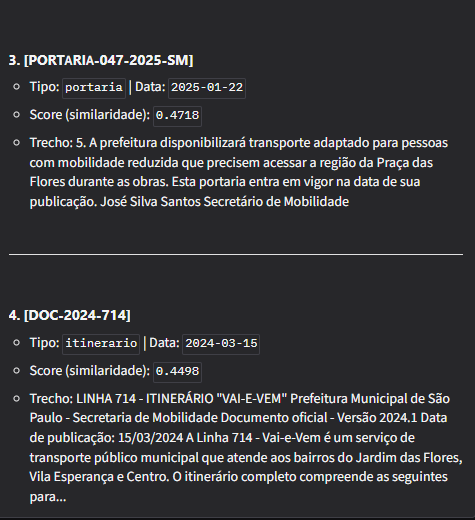 3. [PORTARIA-047-2025-SM]
Tipo: portaria | Data: 2025-01-22
Score (similaridade): 0.4718
Trecho: 5. A prefeitura disponibilizará transporte adaptado para pessoas
com mobilidade reduzida que precisem acessar a região da Praça das
Flores durante as obras. Esta portaria entra em vigor na data de sua
publicação. José Silva Santos Secretário de Mobilidade
4. [DOC-2024-714]
Tipo: itinerario | Data: 2024-03-15
Score (similaridade): 0.4498
Trecho: LINHA 714 - ITINERÁRIO "VAI-E-VEM" Prefeitura Municipal de São
Paulo - Secretaria de Mobilidade Documento oficial - Versão 2024.1 Data
de publicação: 15/03/2024 A Linha 714 - Vai-e-Vem é um serviço de
transporte público municipal que atende aos bairros do Jardim das Flores,
Vila Esperança e Centro. O itinerário completo compreende as seguintes
para...